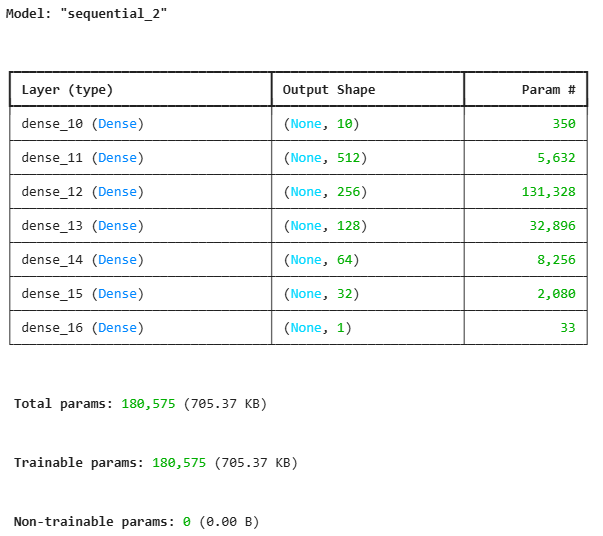 Model: "sequential_2"
Layer (type) Output Shape Param #
dense_10 (Dense) (None, 10) 350
dense_11 (Dense) (None, 512) 5,632
dense_12 (Dense) (None, 256) 131,328
dense_13 (Dense) (None, 128) 32,896
dense_14 (Dense) (None, 64) 8,256
dense_15 (Dense) (None, 32) 2,080
dense_16 (Dense) (None, 1) 33
Total params: 180,575 (705.37 KB)
Trainable params: 180,575 (705.37 KB)
Non-trainable params: 0 (0.00 B)